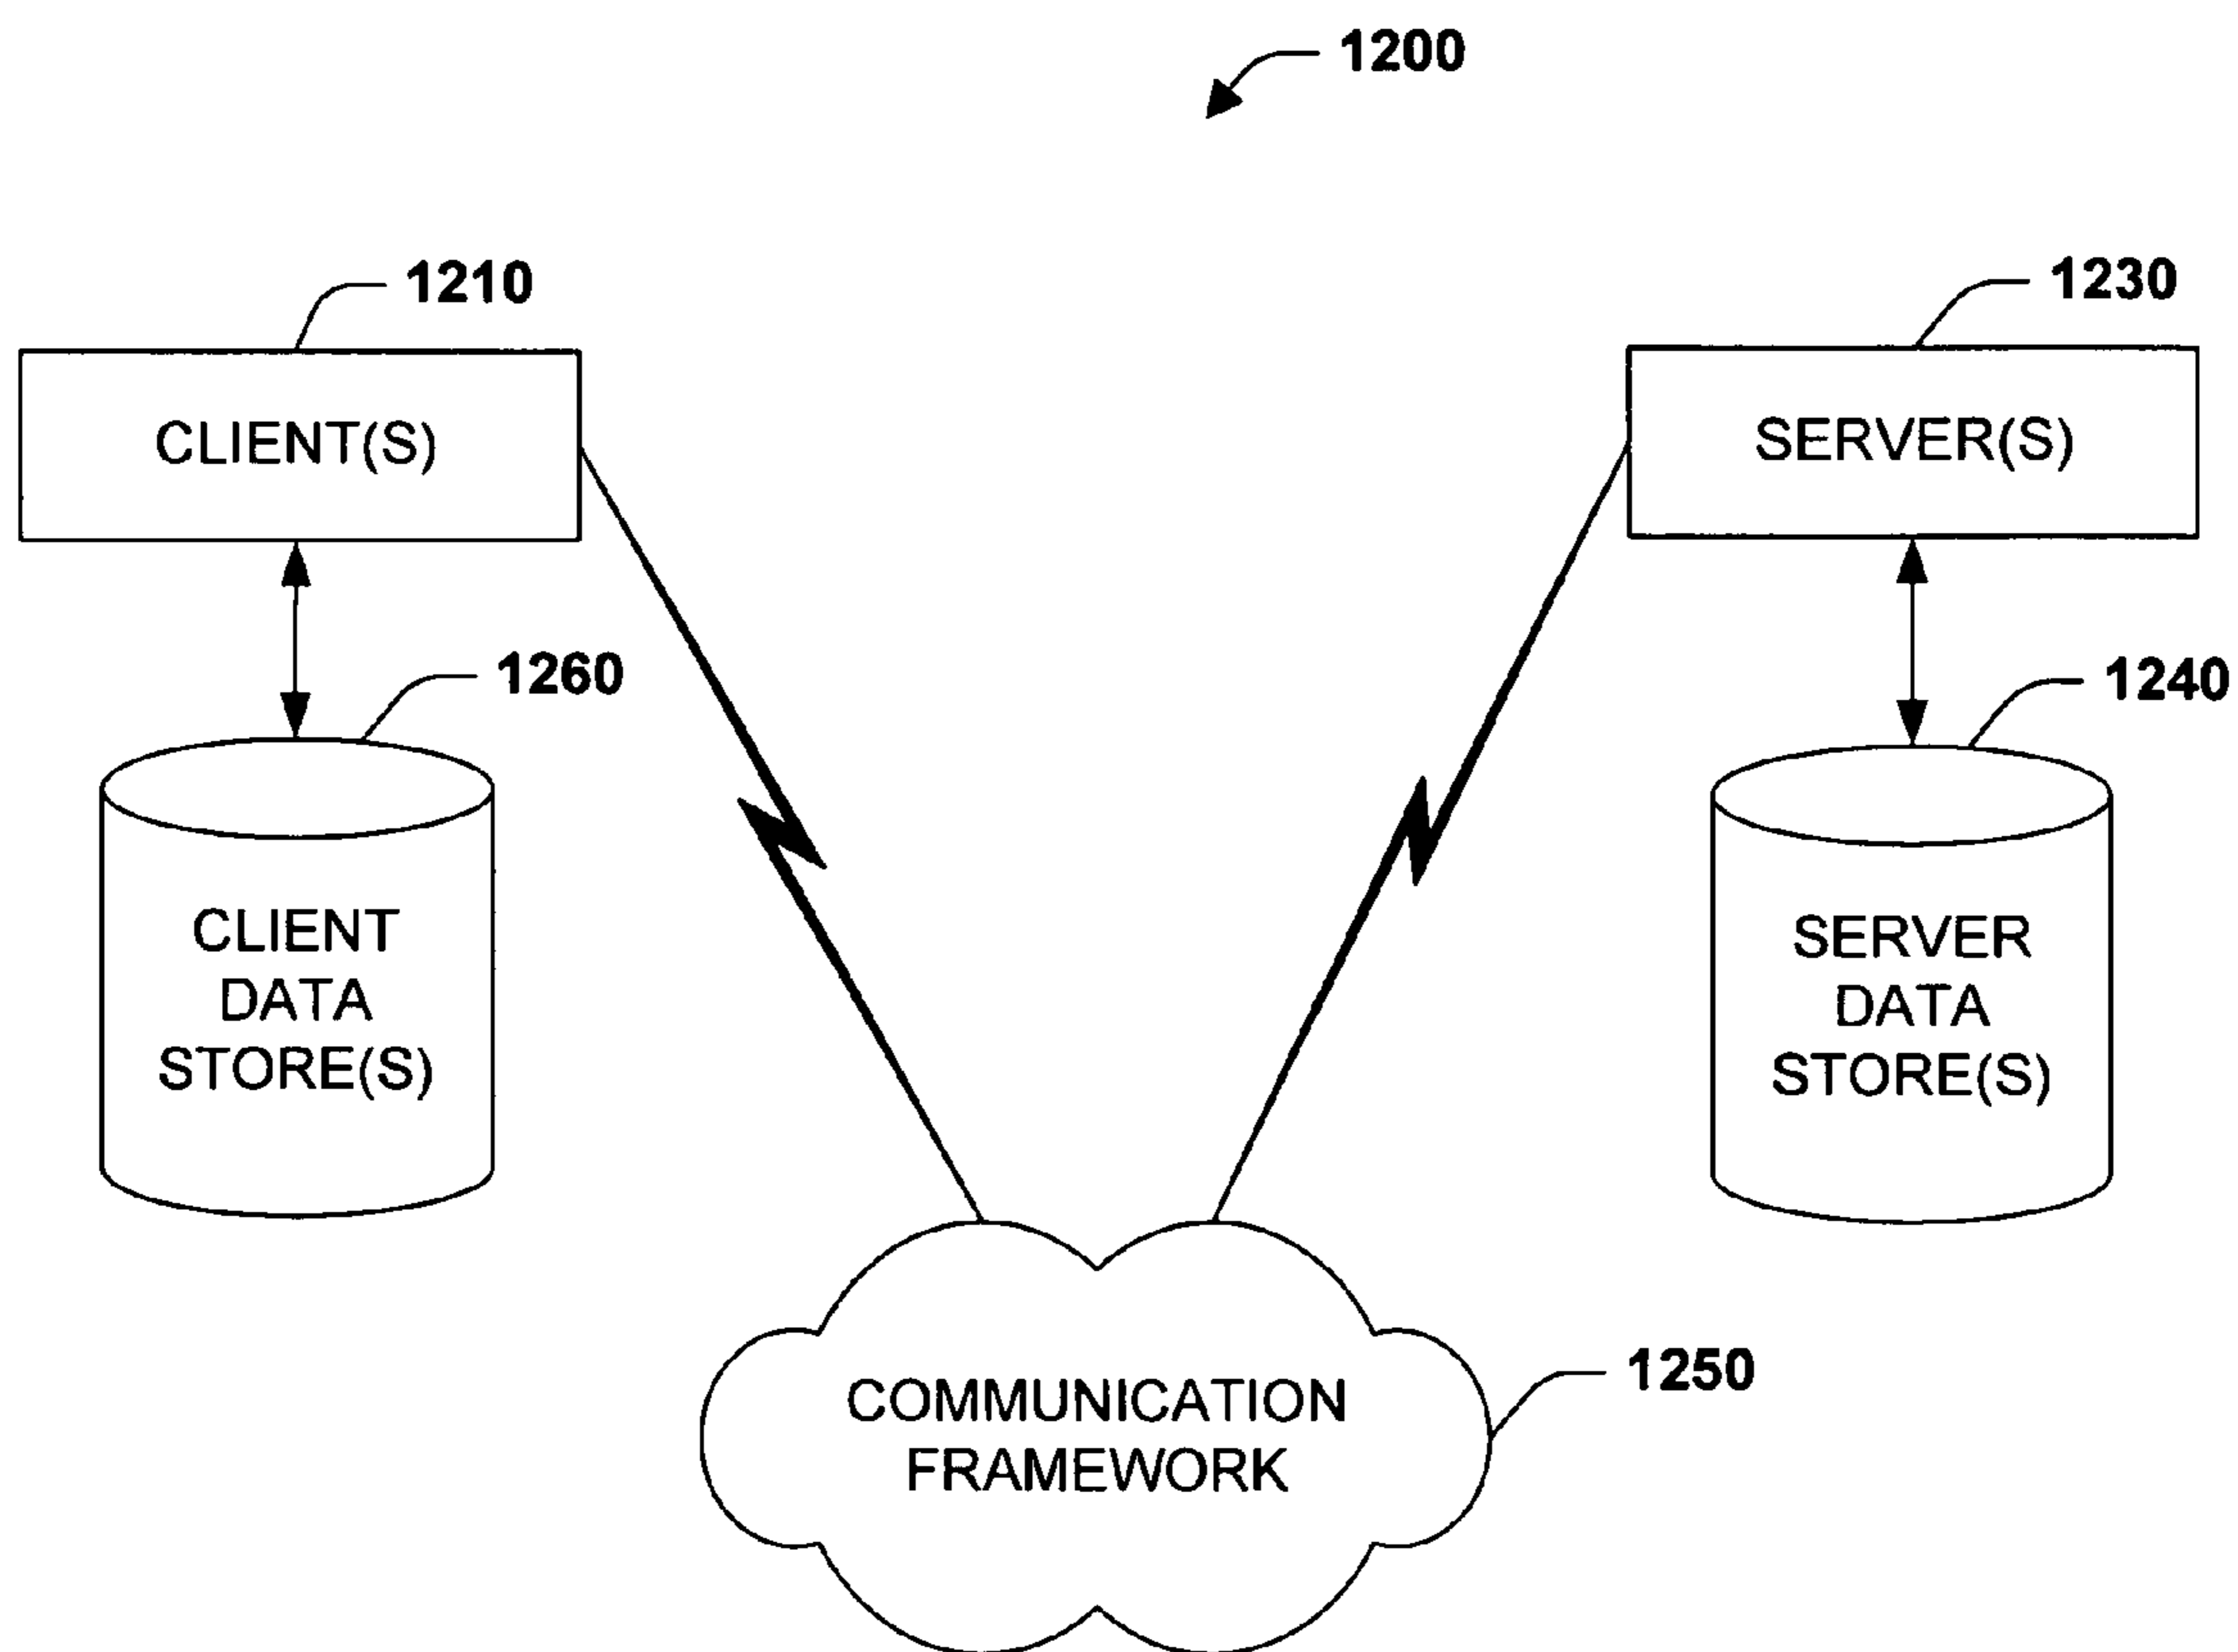 1200
1210
1230
CLIENT(S)
SERVER(S)
1260
1240
CLIENT
DATA
STORE(S)
SERVER
DATA
STORE(S)
1250
COMMUNICATION
FRAMEWORK